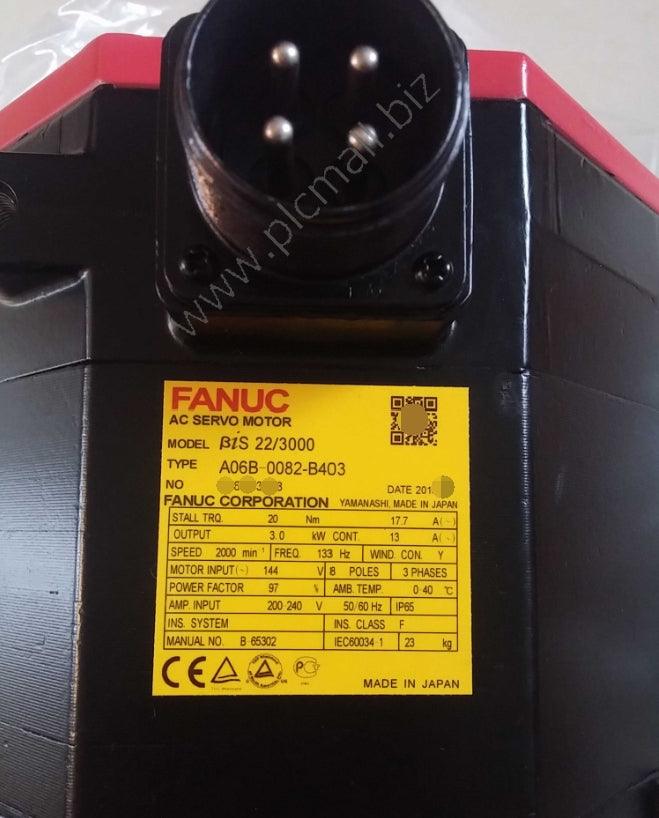 www.plcmall.biz
FANUC
AC SERVO MOTOR
MODEL βiS 22/3000
TYPE A06B-0082-B403
NO
DATE 201
FANUC CORPORATION YAMANASHI, MADE IN JAPAN
STALL TRQ. 20 Nm 17.7 A(~)
OUTPUT 3.0 kW CONT. 13 A(~)
SPEED 2000 min⁻¹ FREQ. 133 Hz WIND. CON. Y
MOTOR INPUT(~) 144 V 8 POLES 3 PHASES
POWER FACTOR 97 % AMB. TEMP. 0-40 ℃
AMP. INPUT 200-240 V 50/60 Hz IP65
INS. SYSTEM INS. CLASS F
MANUAL NO. B-65302 IEC60034-1 23 kg
CE
MADE IN JAPAN